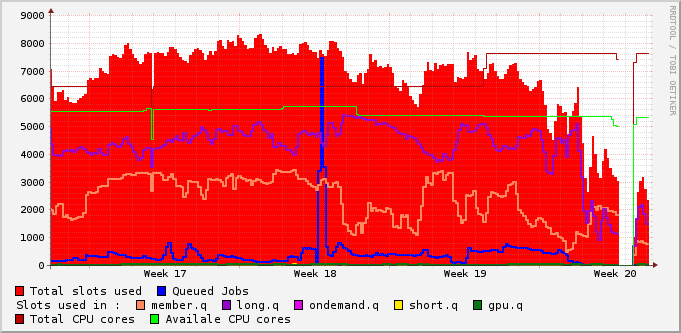 9000
8000
7000
6000
5000
4000
3000
2000
1000
0
Week 17 Week 18 Week 19 Week 20
RRDTOOL / TOBI OETIKER
Total slots used Queued Jobs
Slots used in : member.q long.q ondemand.q short.q gpu.q
Total CPU cores Availale CPU cores